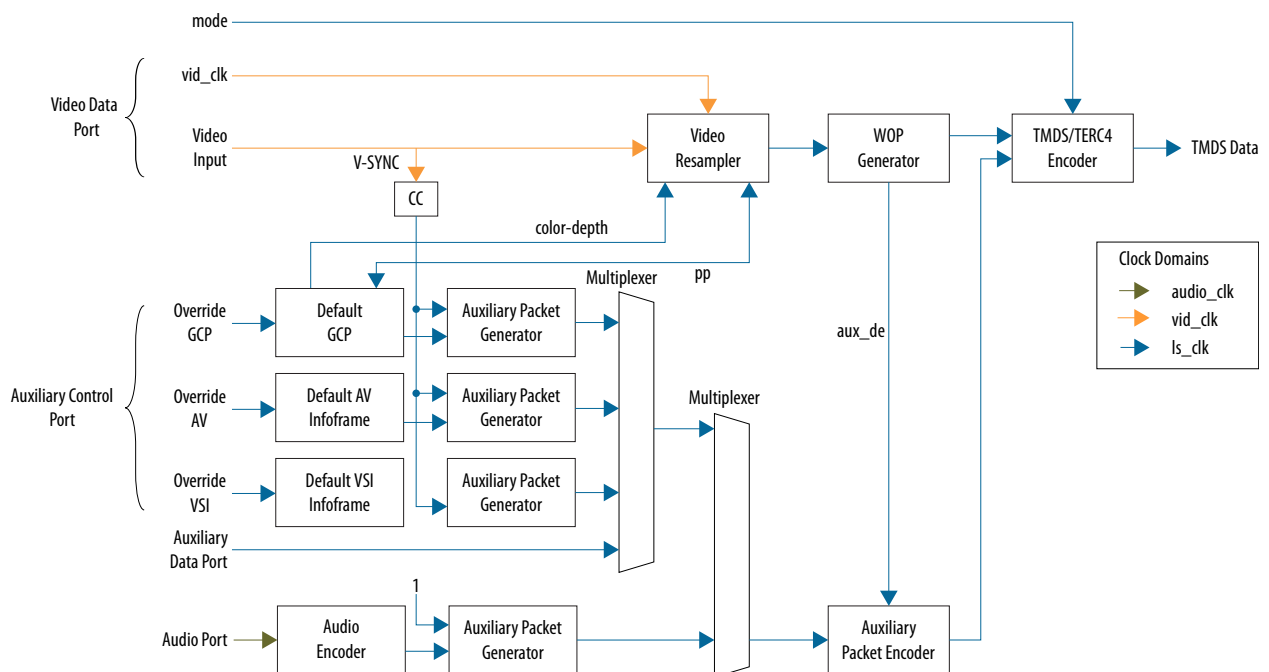 mode
vid_clk
Video Data
Port
Video
Input
V-SYNC
CC
Video
Resampler
WOP
Generator
TMDS/TERC4
Encoder
TMDS Data
color-depth
pp
Multiplexer
Clock Domains
audio_clk
vid_clk
ls_clk
Auxiliary Control
Port
Override
GCP
Default
GCP
Auxiliary Packet
Generator
aux_de
Override
AV
Default AV
Infoframe
Auxiliary Packet
Generator
Multiplexer
Override
VSI
Default VSI
Infoframe
Auxiliary Packet
Generator
Auxiliary
Data Port
1
Audio Port
Audio
Encoder
Auxiliary Packet
Generator
Auxiliary
Packet Encoder